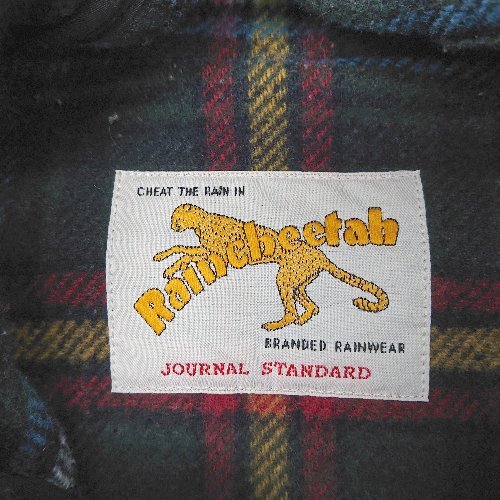 CHEAT THE RAIN IN
Raincheetah
BRANDED RAINWEAR
JOURNAL STANDARD